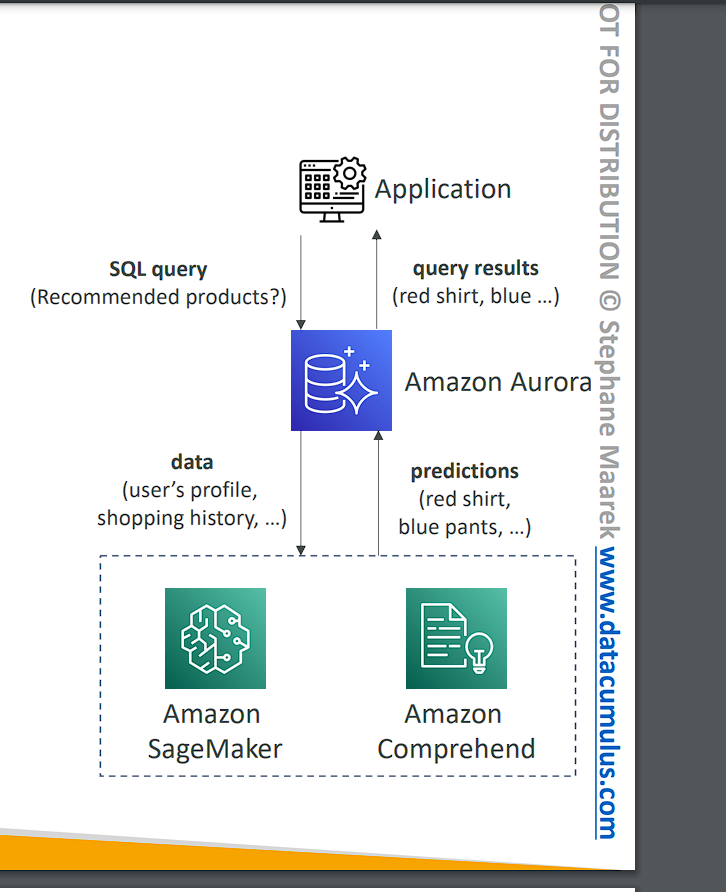 Application
SQL query
(Recommended products?)
query results
(red shirt, blue ...)
Amazon Aurora
data
(user’s profile,
shopping history, ...)
predictions
(red shirt,
blue pants, ...)
Amazon
SageMaker
Amazon
Comprehend
OT FOR DISTRIBUTION © Stephane Maarek www.datacumulus.com